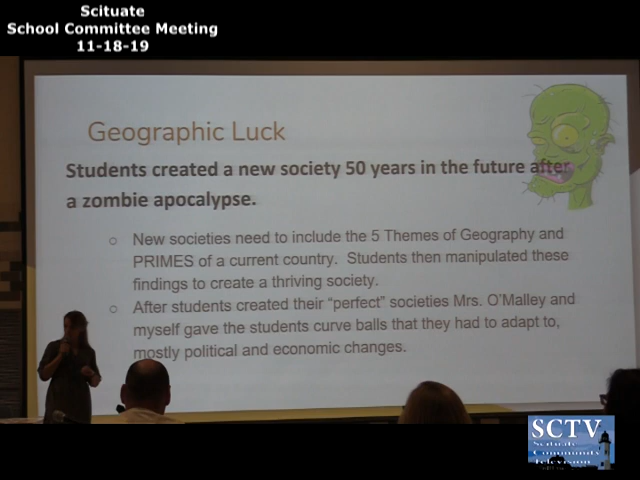 Scituate
School Committee Meeting
11-18-19
Geographic Luck
Students created a new society 50 years in the future after
a zombie apocalypse.
New societies need to include the 5 Themes of Geography and
PRIMES of a current country. Students then manipulated these
findings to create a thriving society.
After students created their “perfect” societies Mrs. O’Malley and
myself gave the students curve balls that they had to adapt to,
mostly political and economic changes.
SCTV
Scituate
Community
Television